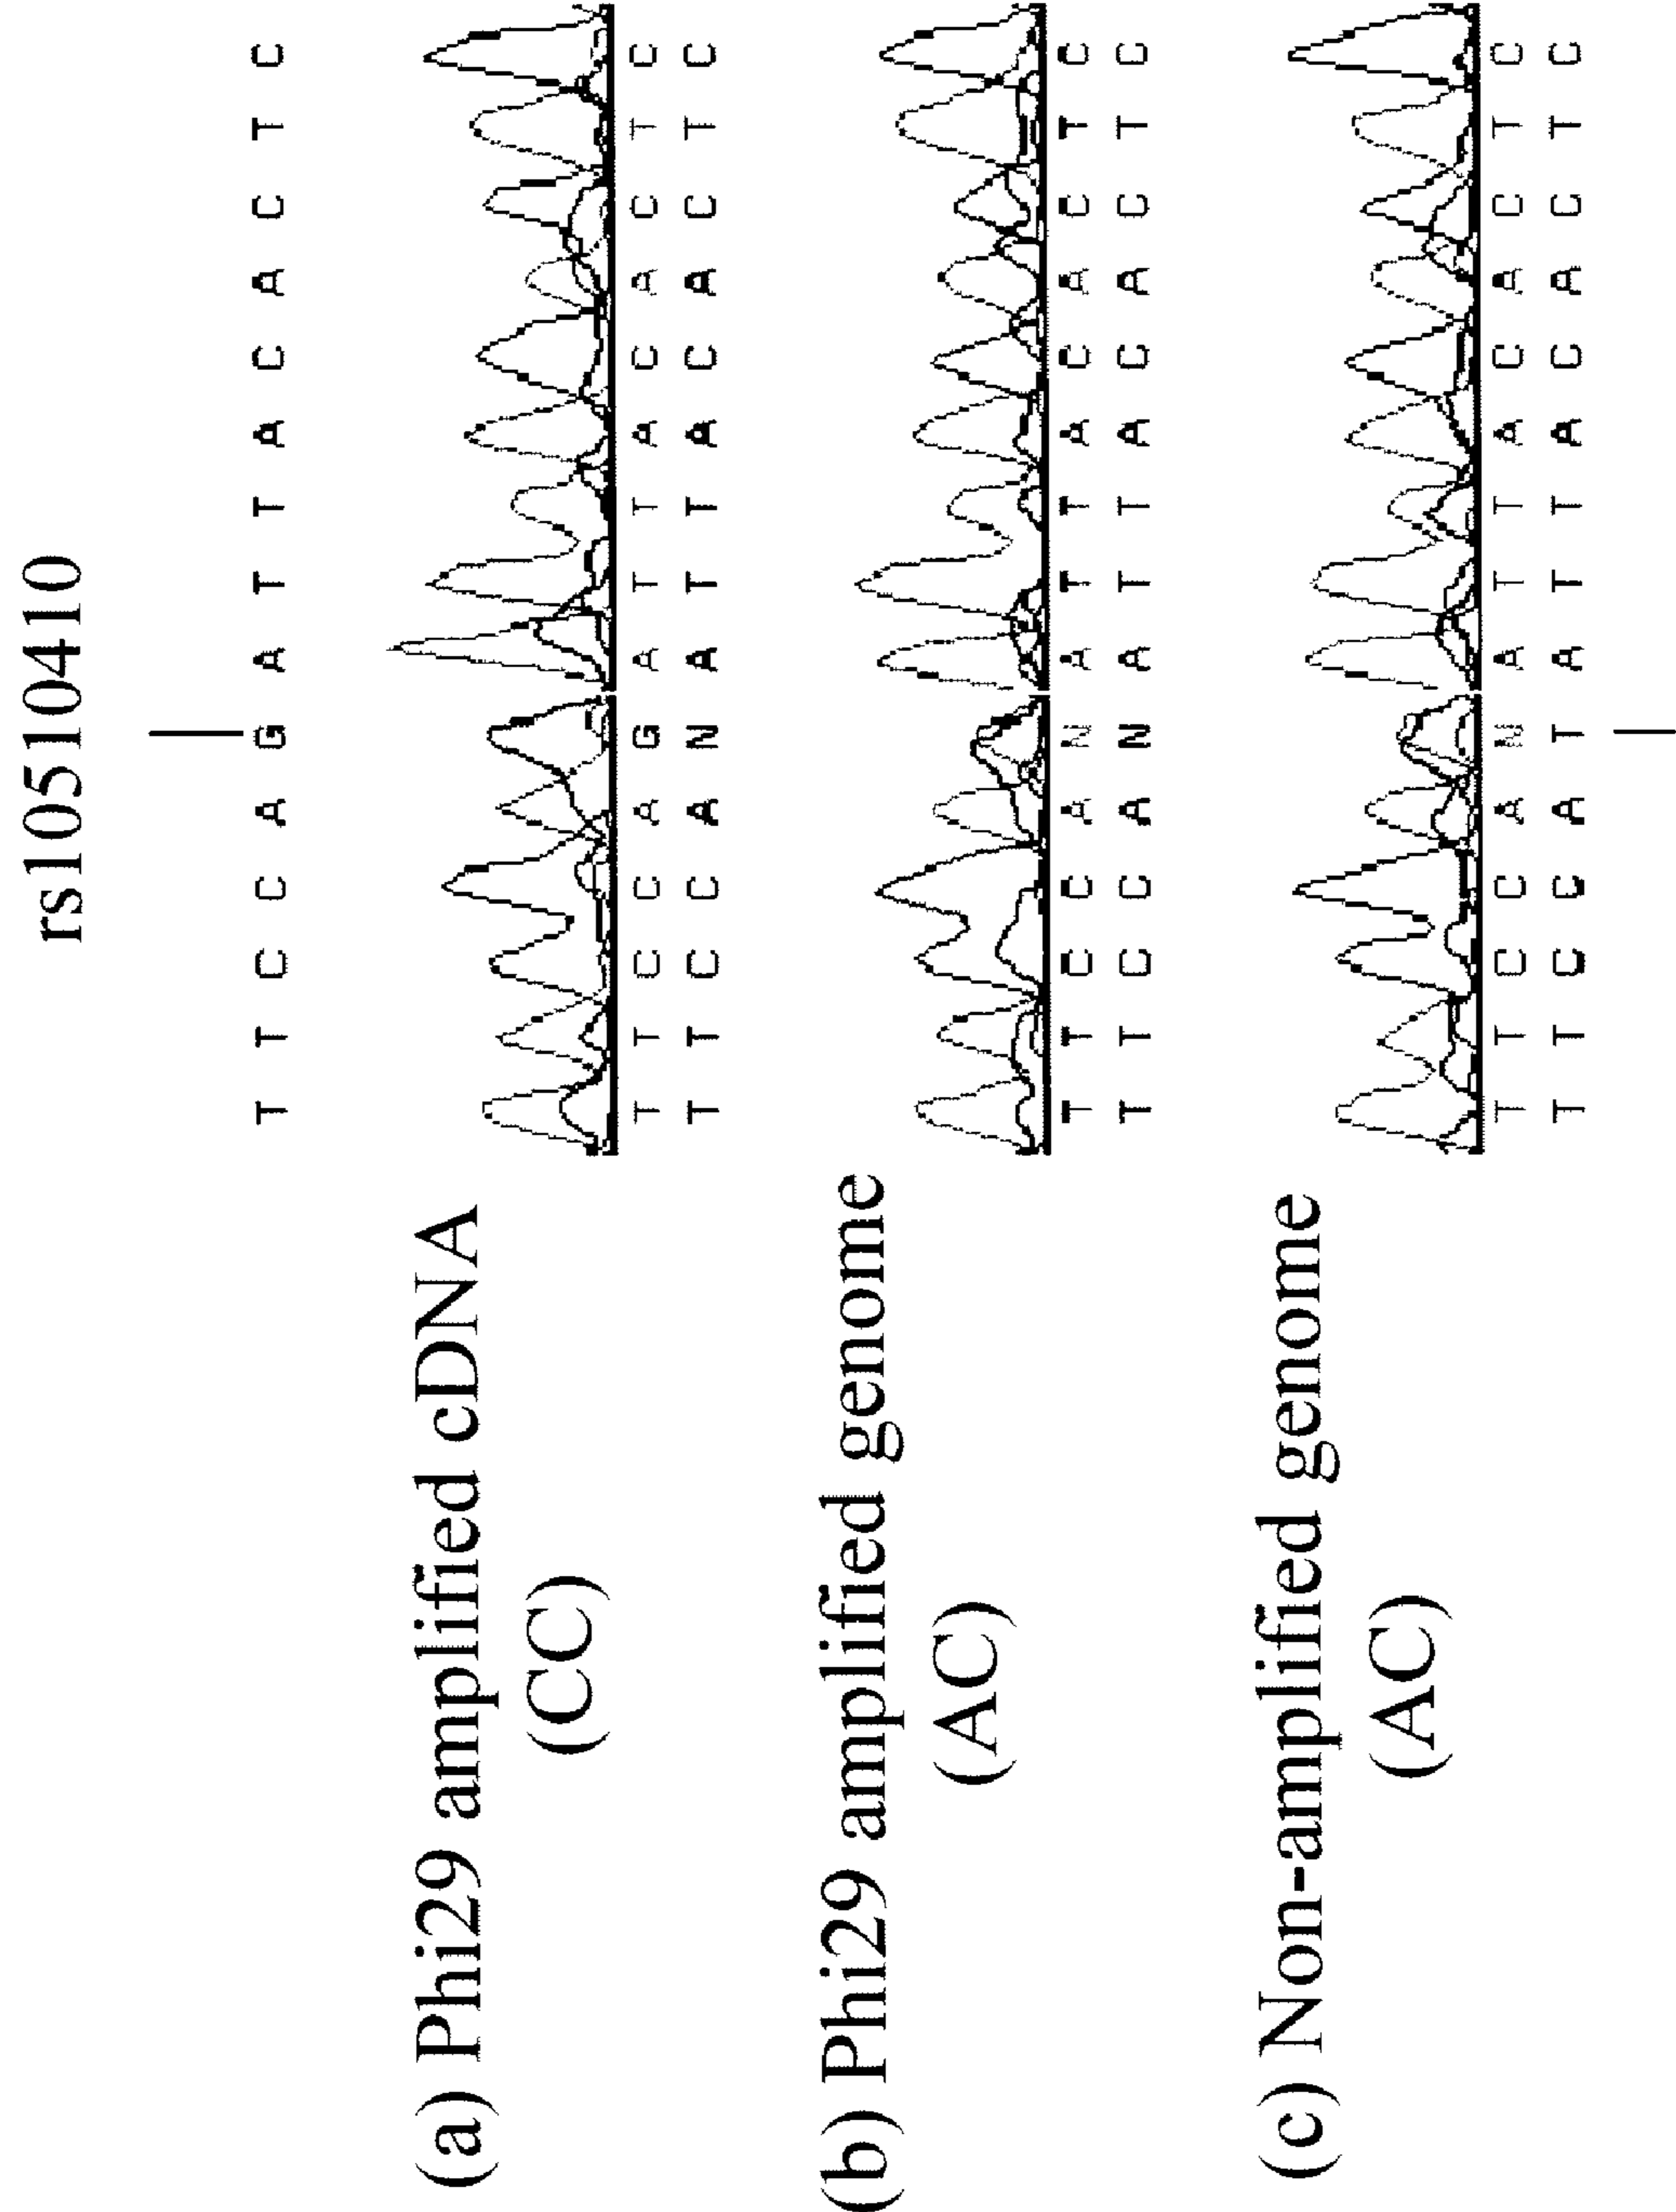 rs10510410
T T C C A G A T T A C A C T C
(a) Phi29 amplified cDNA
(CC)
T T C C A G A T T A C A C T C
T T C C A N A T T A C A C T C
(b) Phi29 amplified genome
(AC)
T T C C A N A T T A C A C T C
T T C C A N A T T A C A C T C
(c) Non-amplified genome
(AC)
T T C C A N A T T A C A C T C
T T C C A T A T T A C A C T C